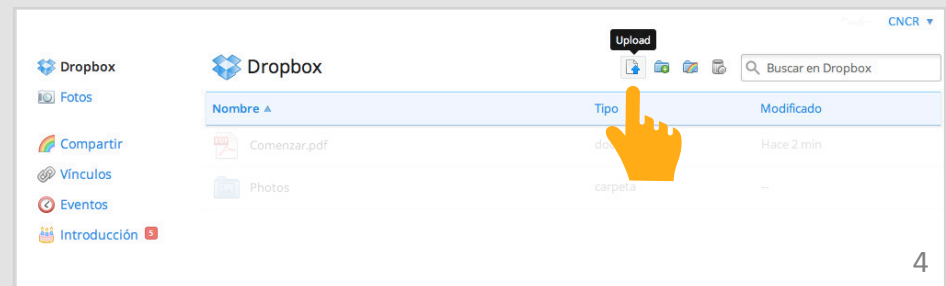 CNCR ▼
Upload
Dropbox
Dropbox
Buscar en Dropbox
Fotos
Nombre ▲ Tipo Modificado
Compartir
Comenzar.pdf Hace 2 min
Vínculos
Photos carpeta --
Eventos
Introducción 5
4